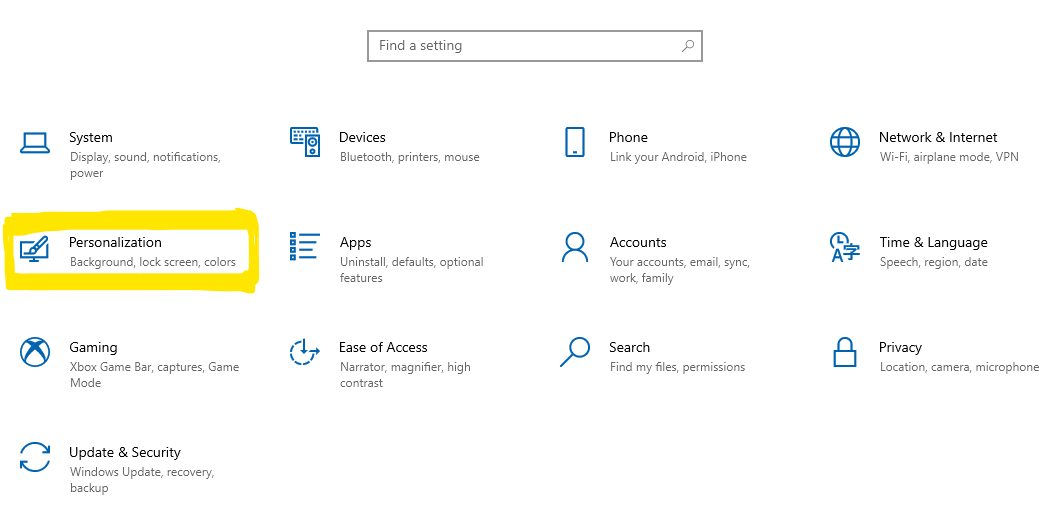 Find a setting
System
Display, sound, notifications,
power
Devices
Bluetooth, printers, mouse
Phone
Link your Android, iPhone
Network & Internet
Wi-Fi, airplane mode, VPN
Personalization
Background, lock screen, colors
Apps
Uninstall, defaults, optional
features
Accounts
Your accounts, email, sync,
work, family
Time & Language
Speech, region, date
Gaming
Xbox Game Bar, captures, Game
Mode
Ease of Access
Narrator, magnifier, high
contrast
Search
Find my files, permissions
Privacy
Location, camera, microphone
Update & Security
Windows Update, recovery,
backup